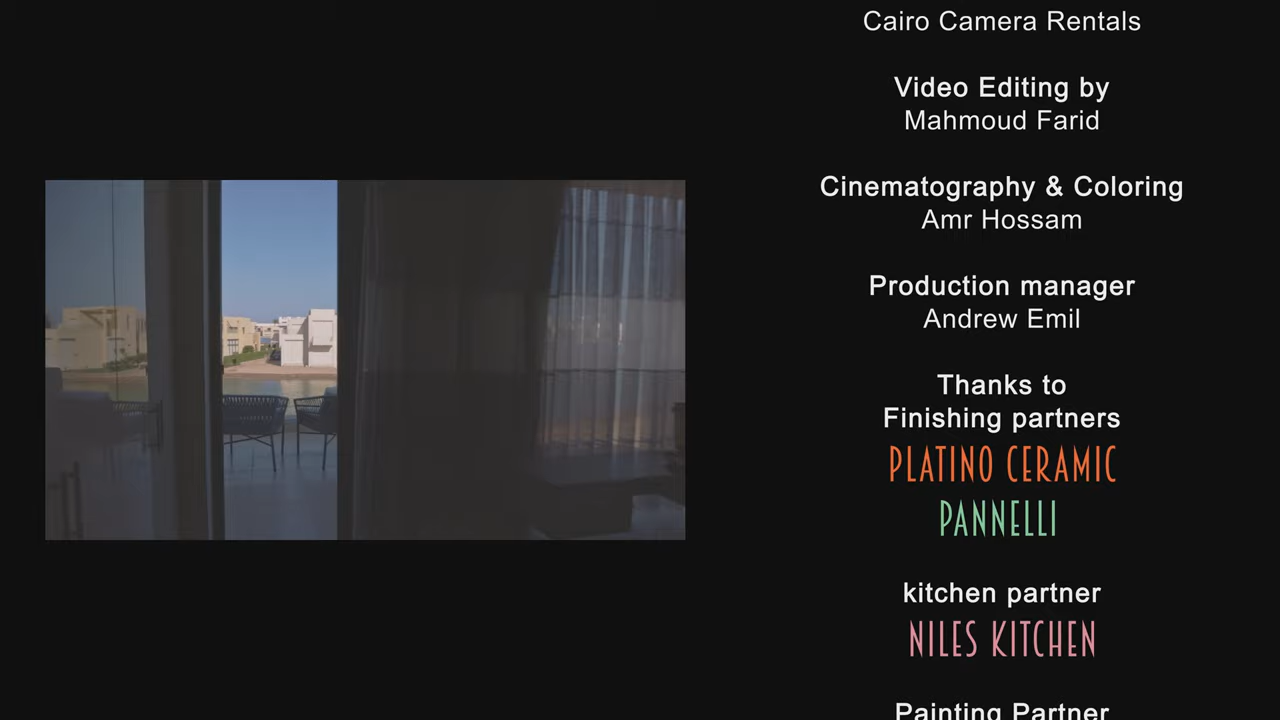 Cairo Camera Rentals
Video Editing by
Mahmoud Farid
Cinematography & Coloring
Amr Hossam
Production manager
Andrew Emil
Thanks to
Finishing partners
PLATINO CERAMIC
PANNELLI
kitchen partner
NILES KITCHEN
Painting Partner